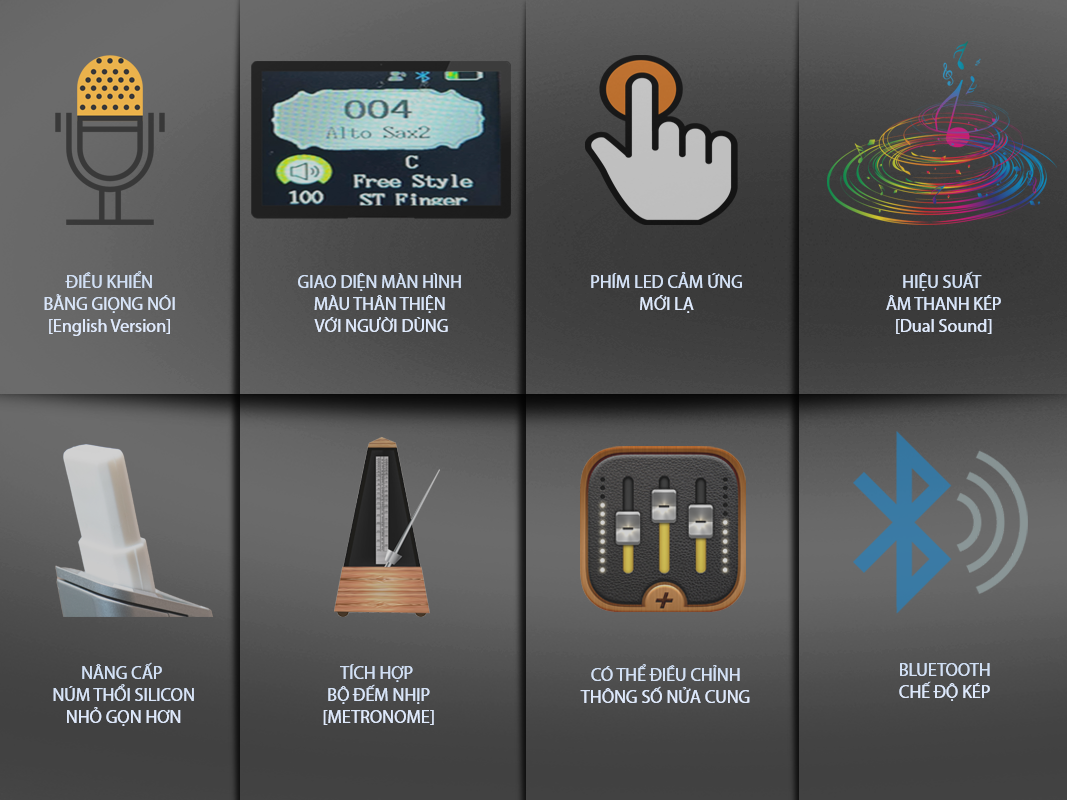 ĐIỀU KHIỂN
BẰNG GIỌNG NÓI
[English Version]
004
Alto Sax2
100
C
Free Style
ST Finger
GIAO DIỆN MÀN HÌNH
MÀU THÂN THIỆN
VỚI NGƯỜI DÙNG
PHÍM LED CẢM ỨNG
MỚI LẠ
HIỆU SUẤT
ÂM THANH KÉP
[Dual Sound]
NÂNG CẤP
NÚM THỔI SILICON
NHỎ GỌN HƠN
TÍCH HỢP
BỘ ĐẾM NHỊP
[METRONOME]
CÓ THỂ ĐIỀU CHỈNH
THÔNG SỐ NỬA CUNG
BLUETOOTH
CHẾ ĐỘ KÉP